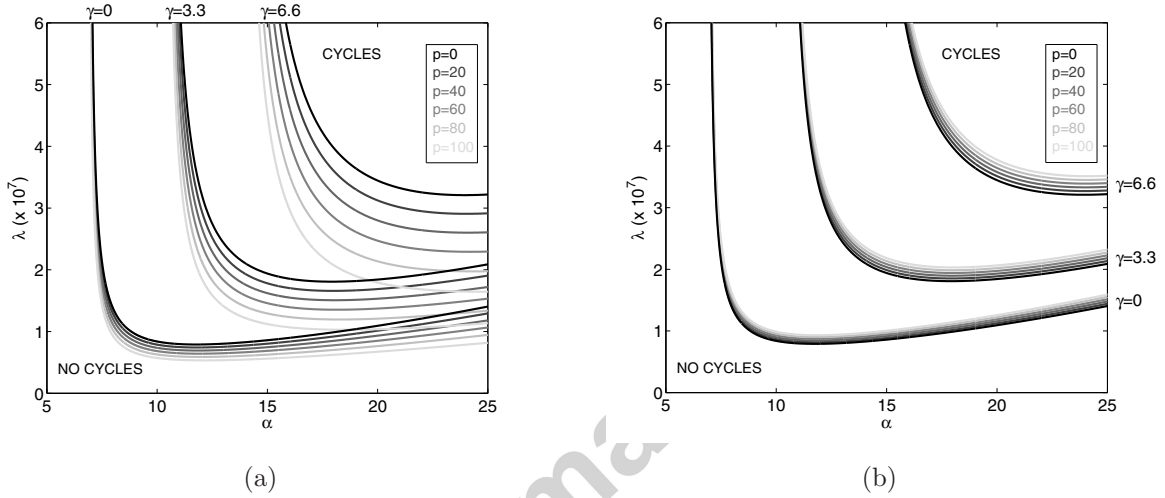 γ=0 γ=3.3 γ=6.6
6
5
4
3
2
1
0
λ (x 10^7)
CYCLES
p=0
p=20
p=40
p=60
p=80
p=100
NO CYCLES
5 10 15 20 25
α
(a)
6
5
4
3
2
1
0
λ (x 10^7)
CYCLES
p=0
p=20
p=40
p=60
p=80
p=100
γ=6.6
γ=3.3
γ=0
NO CYCLES
5 10 15 20 25
α
(b)